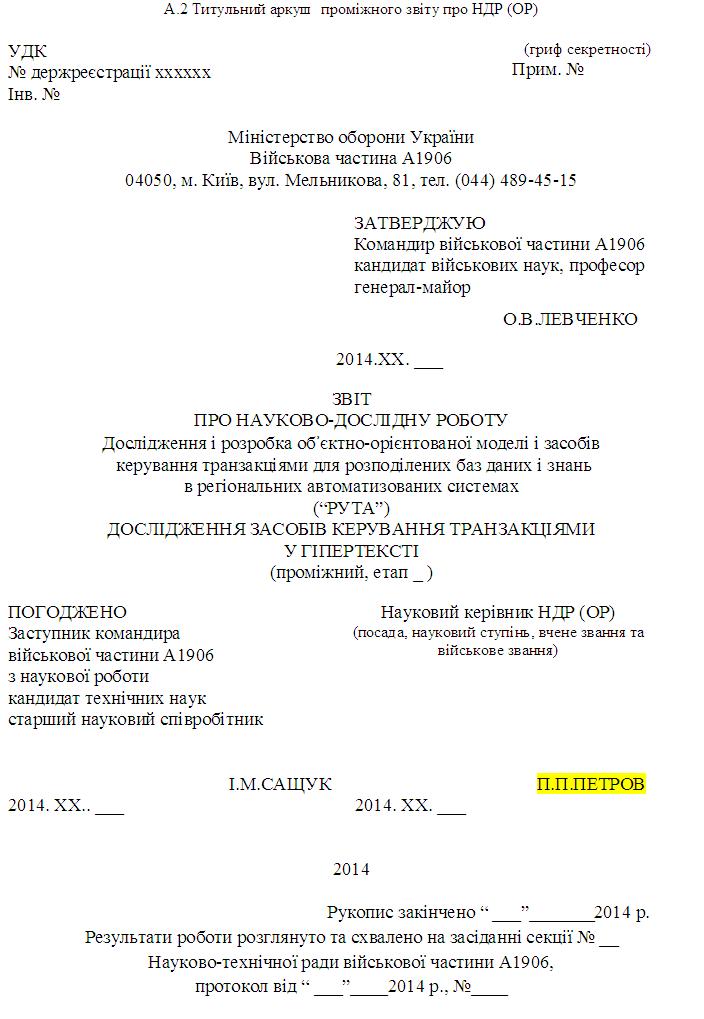 А.2 Титульний аркуш проміжного звіту про НДР (ОР)
УДК
(гриф секретності)
№ держреєстрації хххххх
Прим. №
Інв. №
Міністерство оборони України
Військова частина А1906
04050, м. Київ, вул. Мельникова, 81, тел. (044) 489-45-15
ЗАТВЕРДЖУЮ
Командир військової частини А1906
кандидат військових наук, професор
генерал-майор
О.В.ЛЕВЧЕНКО
2014.ХХ. ___
ЗВІТ
ПРО НАУКОВО-ДОСЛІДНУ РОБОТУ
Дослідження і розробка об’єктно-орієнтованої моделі і засобів
керування транзакціями для розподілених баз даних і знань
в регіональних автоматизованих системах
(“РУТА”)
ДОСЛІДЖЕННЯ ЗАСОБІВ КЕРУВАННЯ ТРАНЗАКЦІЯМИ
У ГІПЕРТЕКСТІ
(проміжний, етап _ )
ПОГОДЖЕНО
Заступник командира
військової частини А1906
з наукової роботи
кандидат технічних наук
старший науковий співробітник
Науковий керівник НДР (ОР)
(посада, науковий ступінь, вчене звання та
військове звання)
І.М.САЩУК
П.П.ПЕТРОВ
2014. ХХ.. ___
2014. ХХ. ___
2014
Рукопис закінчено “ ___”_______2014 р.
Результати роботи розглянуто та схвалено на засіданні секції № __
Науково-технічної ради військової частини А1906,
протокол від “ ___”____2014 р., №____